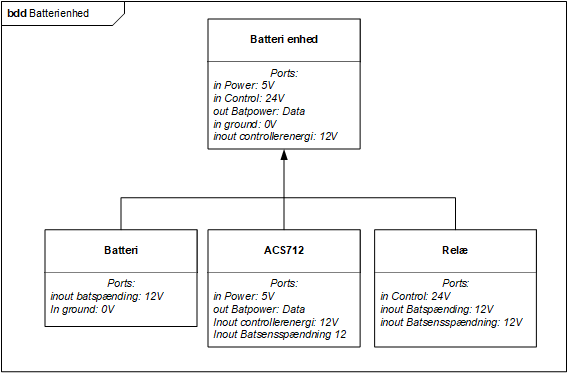 bdd Batterienhed
Batteri enhed
Ports:
in Power: 5V
in Control: 24V
out Batpower: Data
in ground: 0V
inout controllerenergi: 12V
Batteri
Ports:
inout batspænding: 12V
In ground: 0V
ACS712
Ports:
in Power: 5V
out Batpower: Data
Inout controllerenergi: 12V
Inout Batsensspændning 12
Relæ
Ports:
in Control: 24V
inout Batspænding: 12V
inout Batsensspændning: 12V